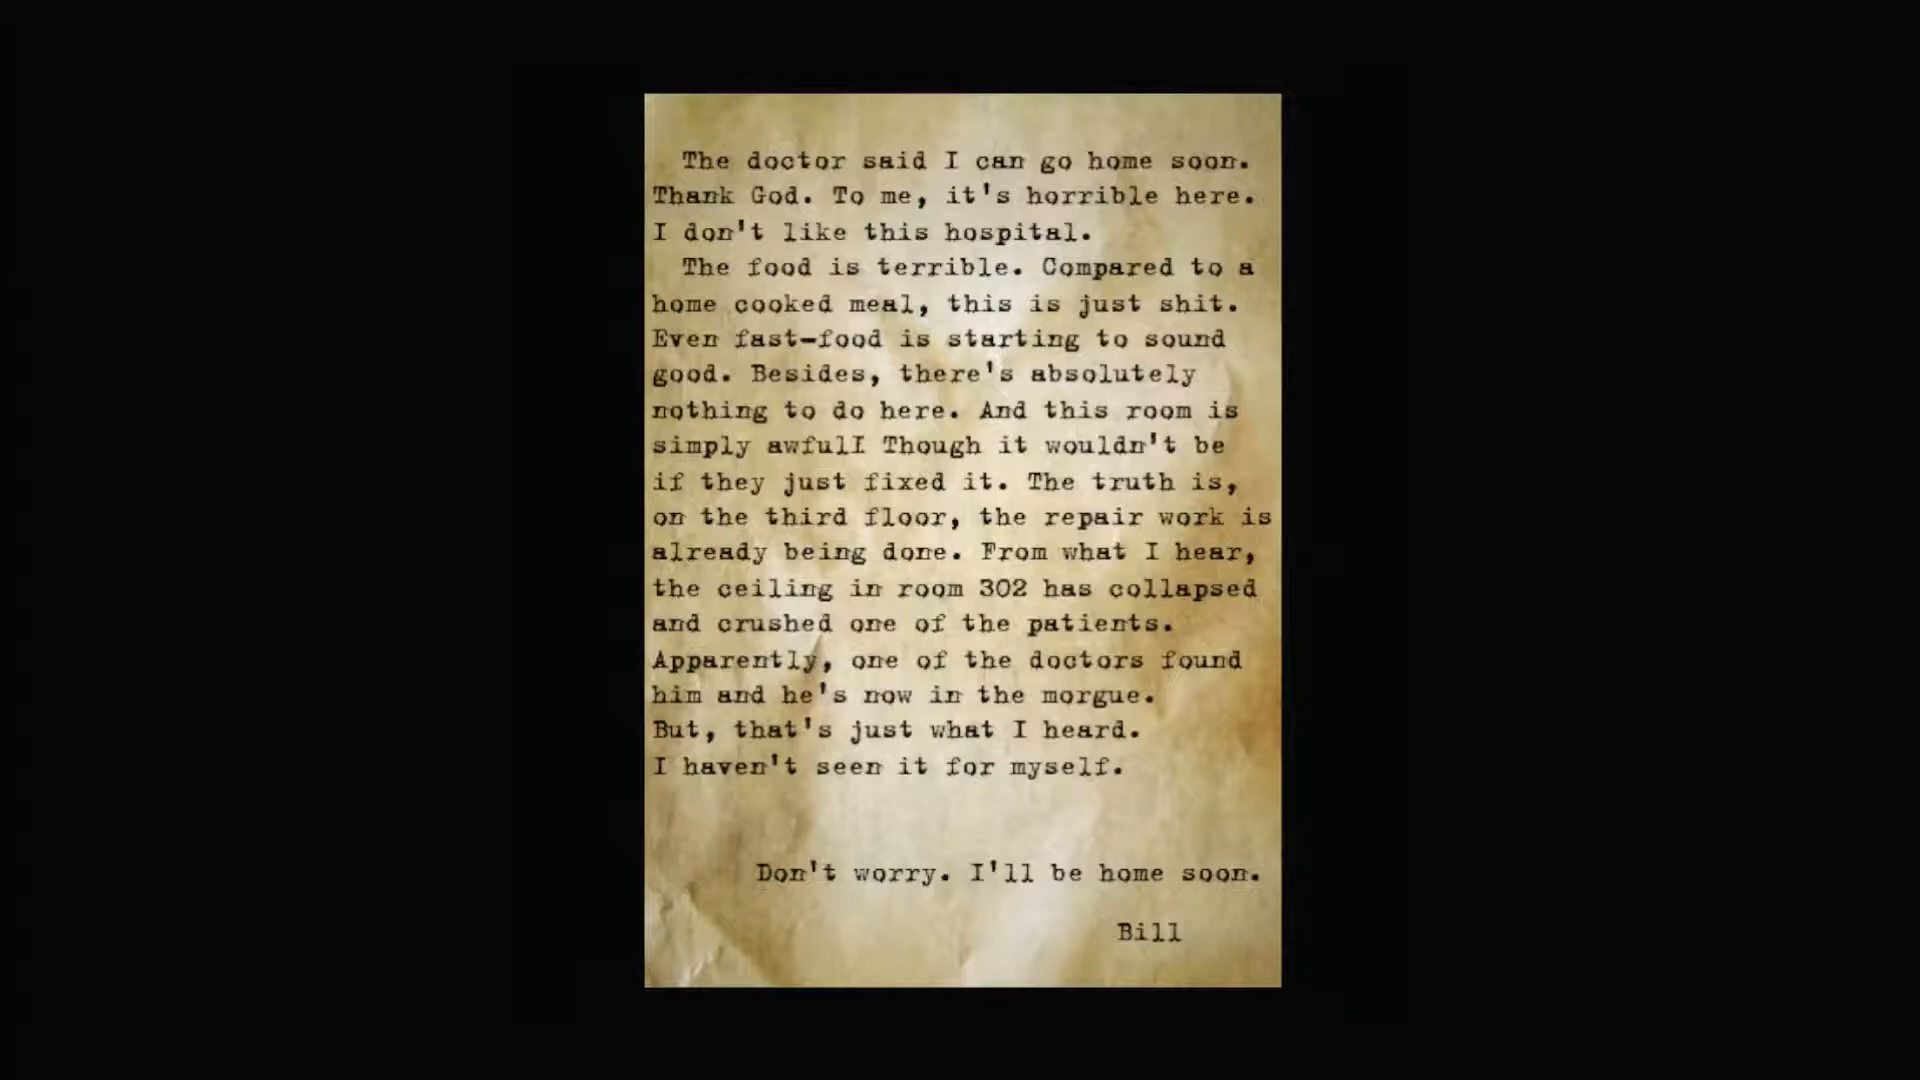 The doctor said I can go home soon.
Thank God. To me, it's horrible here.
I don't like this hospital.
The food is terrible. Compared to a
home cooked meal, this is just shit.
Even fast-food is starting to sound
good. Besides, there's absolutely
nothing to do here. And this room is
simply awfulI Though it wouldn't be
if they just fixed it. The truth is,
on the third floor, the repair work is
already being done. From what I hear,
the ceiling in room 302 has collapsed
and crushed one of the patients.
Apparently, one of the doctors found
him and he's now in the morgue.
But, that's just what I heard.
I haven't seen it for myself.
Don't worry. I'll be home soon.
Bill